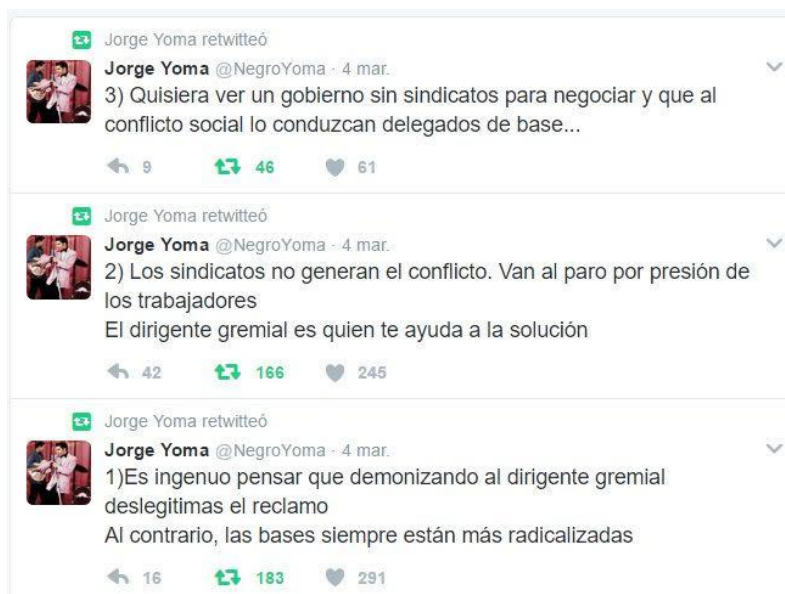 Jorge Yoma retwitteó
Jorge Yoma @NegroYoma · 4 mar.
3) Quisiera ver un gobierno sin sindicatos para negociar y que al
conflicto social lo conduzcan delegados de base...
9 46 61
Jorge Yoma retwitteó
Jorge Yoma @NegroYoma · 4 mar.
2) Los sindicatos no generan el conflicto. Van al paro por presión de
los trabajadores
El dirigente gremial es quien te ayuda a la solución
42 166 245
Jorge Yoma retwitteó
Jorge Yoma @NegroYoma · 4 mar.
1)Es ingenuo pensar que demonizando al dirigente gremial
deslegitimas el reclamo
Al contrario, las bases siempre están más radicalizadas
16 183 291